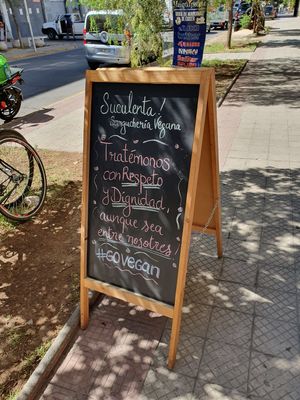 Suculenta!
Sanguchería Vegana
Tratémonos
con Respeto
y Dignidad,
aunque sea
entre nosotres
#GOVEGAN